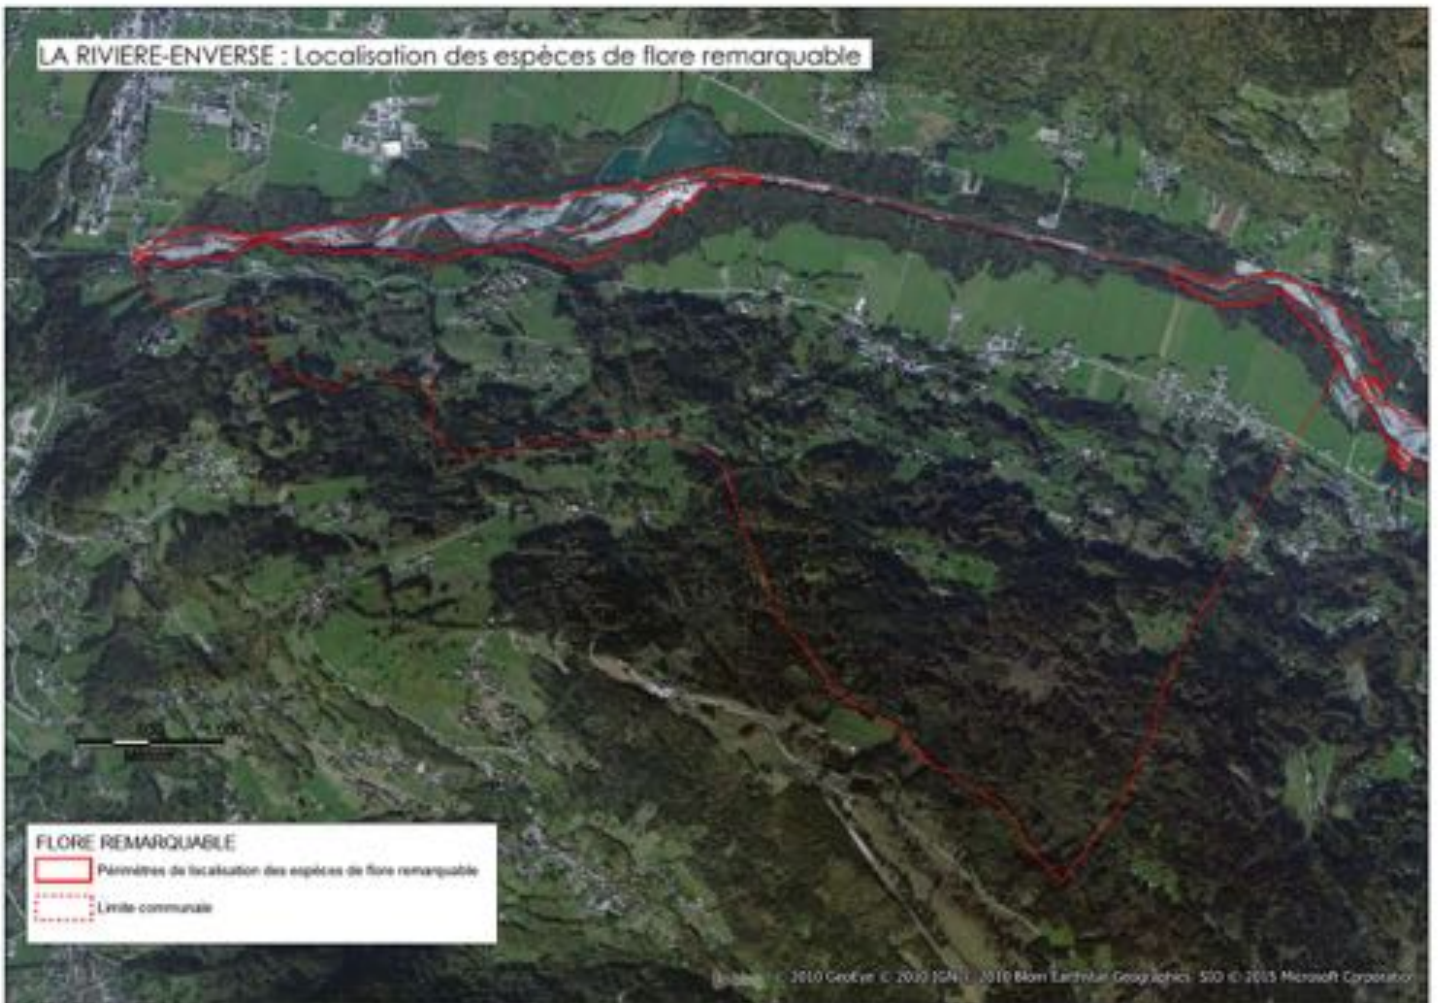 LA RIVIERE-ENVERSE : Localisation des espèces de flore remarquable
FLORE REMARQUABLE
Périmètres de localisation des espèces de flore remarquable
Limite communale
© 2010 GeoEye © 2010 IGN © 2010 Blom Earthstar Geographics SIO © 2015 Microsoft Corporation